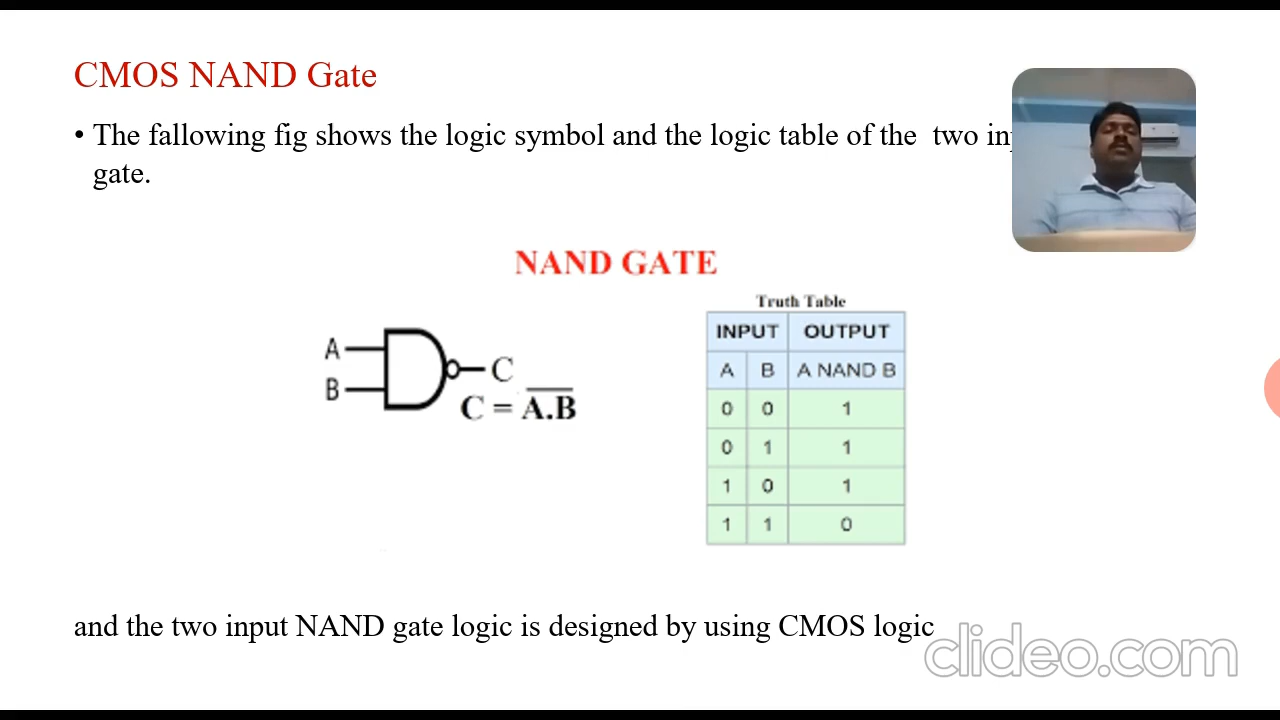 CMOS NAND Gate
• The fallowing fig shows the logic symbol and the logic table of the two
gate.
NAND GATE
Truth Table
INPUT OUTPUT
A B A NAND B
0 0 1
0 1 1
1 0 1
1 1 0
A
B
C
C = A.B
and the two input NAND gate logic is designed by using CMOS logic
clideo.com